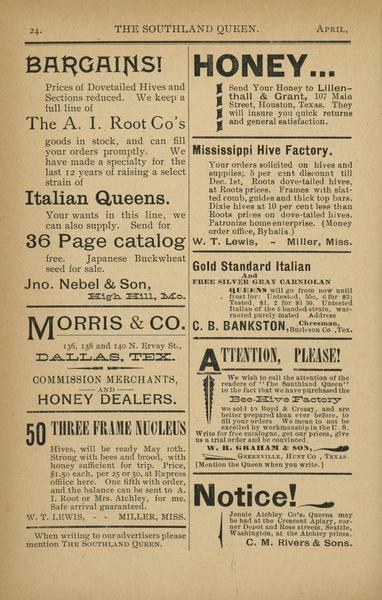 24.
THE SOUTHLAND QUEEN.
APRIL,
BARGAINS!
Prices of Dovetailed Hives and
Sections reduced. We keep a
full line of
The A. I. Root Co's
goods in stock, and can fill
your orders promptly. We
have made a specialty for the
last 12 years of raising a select
strain of
Italian Queens.
Your wants in this line, we
can also supply. Send for
36 Page catalog
free. Japanese Buckwheat
seed for sale.
Jno. Nebel & Son,
High Hill, Mo.
MORRIS & CO.
136, 138 and 140 N. Ervay St.,
DALLAS, TEX.
COMMISSION MERCHANTS,
AND
HONEY DEALERS.
50 THREE FRAME NUCLEUS
Hives, will be ready May 10th.
Strong with bees and brood, with
honey sufficient for trip. Price,
$1.50 each, per 25 or 50, at Express
office here. One fifth with order,
and the balance can be sent to A.
I. Root or Mrs. Atchley, for me.
Safe arrival guaranteed.
W. T. LEWIS, - - MILLER, MISS.
When writing to our advertisers please
mention THE SOUTHLAND QUEEN.
HONEY...
Send Your Honey to Lillen-
thall & Grant, 107 Main
Street, Houston, Texas. They
will insure you quick returns
and general satisfaction.
Mississippi Hive Factory.
Your orders solicited on hives and
supplies; 5 per cent discount till
Dec. 1st, Roots dove-tailed hives,
at Roots prices. Frames with slat-
ted comb, guides and thick top bars.
Dixie hives at 10 per cent less than
Roots prices on dove-tailed hives.
Patronize home enterprise. (Money
order office, Byhalia.)
W. T. Lewis, - Miller, Miss.
Gold Standard Italian
And
FREE SILVER GRAY CARNIOLAN
QUEENS will go from now until
frost for: Untested, 55c, 6 for $3;
Tested, $1, 2 for $1 50. Untested
Italian of the 5 banded strain, war-
ranted purely mated Address
C. B. BANKSTON, Chresman,
Burleson Co., Tex.
ATTENTION, PLEASE!
We wish to call the attention of the
readers of "The Southland Queen"
to the fact that we have purchased the
Bee-Hive Factory
we sold to Boyd & Creasy, and are
better prepared than ever before, to
fill your orders We mean to not be
excelled by workmanship in the U. S.
Write for free catalogue, get our prices, give
us a trial order and be convinced.
W. R. GRAHAM & SON,
GREENVILLE, HUNT CO, TEXAS.
[Mention the Queen when you write.]
Notice!
Jennie Atchley Co's. Queens may
be had at the Crescent Apiary, cor-
ner Depot and Rose streets, Seattle,
Washington, at the Atchley prices.
C. M. Rivers & Sons.